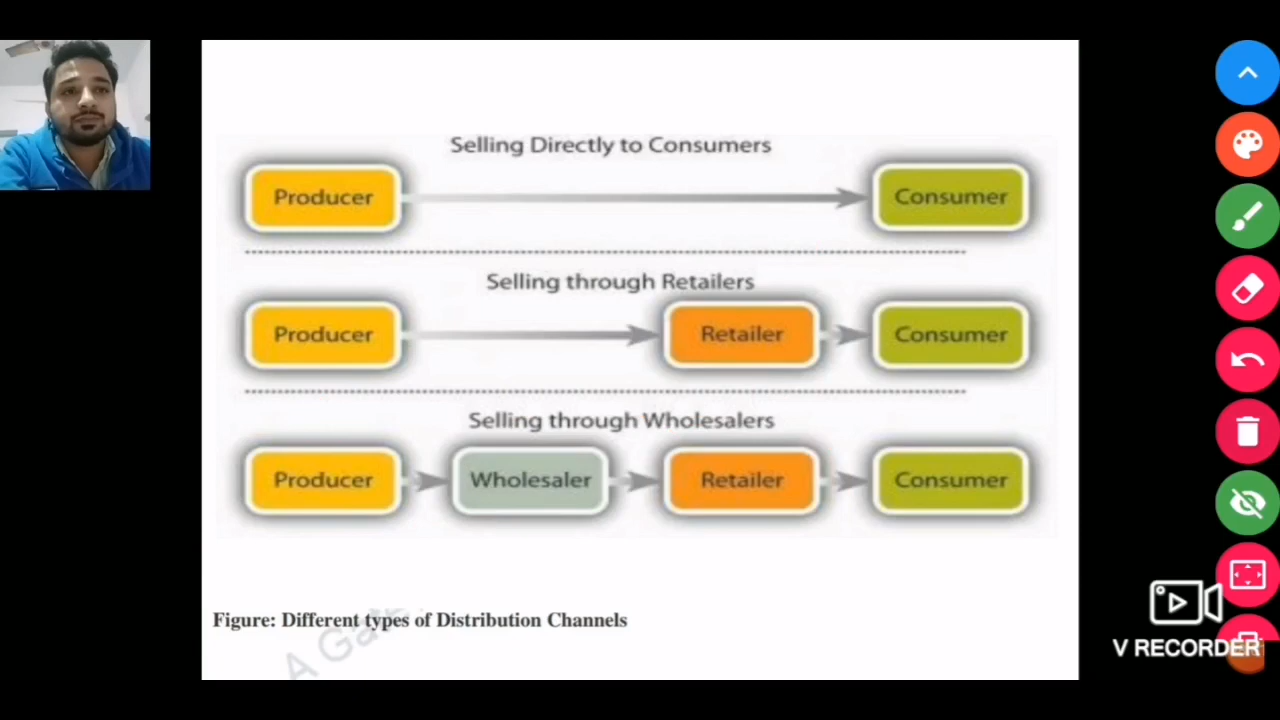 Selling Directly to Consumers
Producer
Consumer
Selling through Retailers
Producer
Retailer
Consumer
Selling through Wholesalers
Producer
Wholesaler
Retailer
Consumer
Figure: Different types of Distribution Channels
V RECORDER